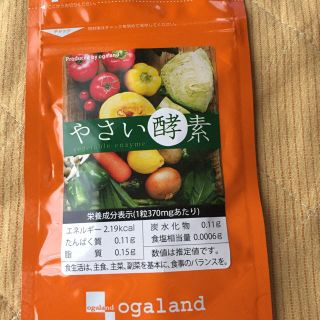 Produced by ogaland
やさい酵素
vegetable enzyme
栄養成分表示(1粒370mgあたり)
エネルギー 2.19kcal 炭水化物 0.11g
たんぱく質 0.11g 食塩相当量 0.0006g
脂質 0.15g 数値は推定値です。
食生活は、主食、主菜、副菜を基本に、食事のバランスを。
ogaland ogaland